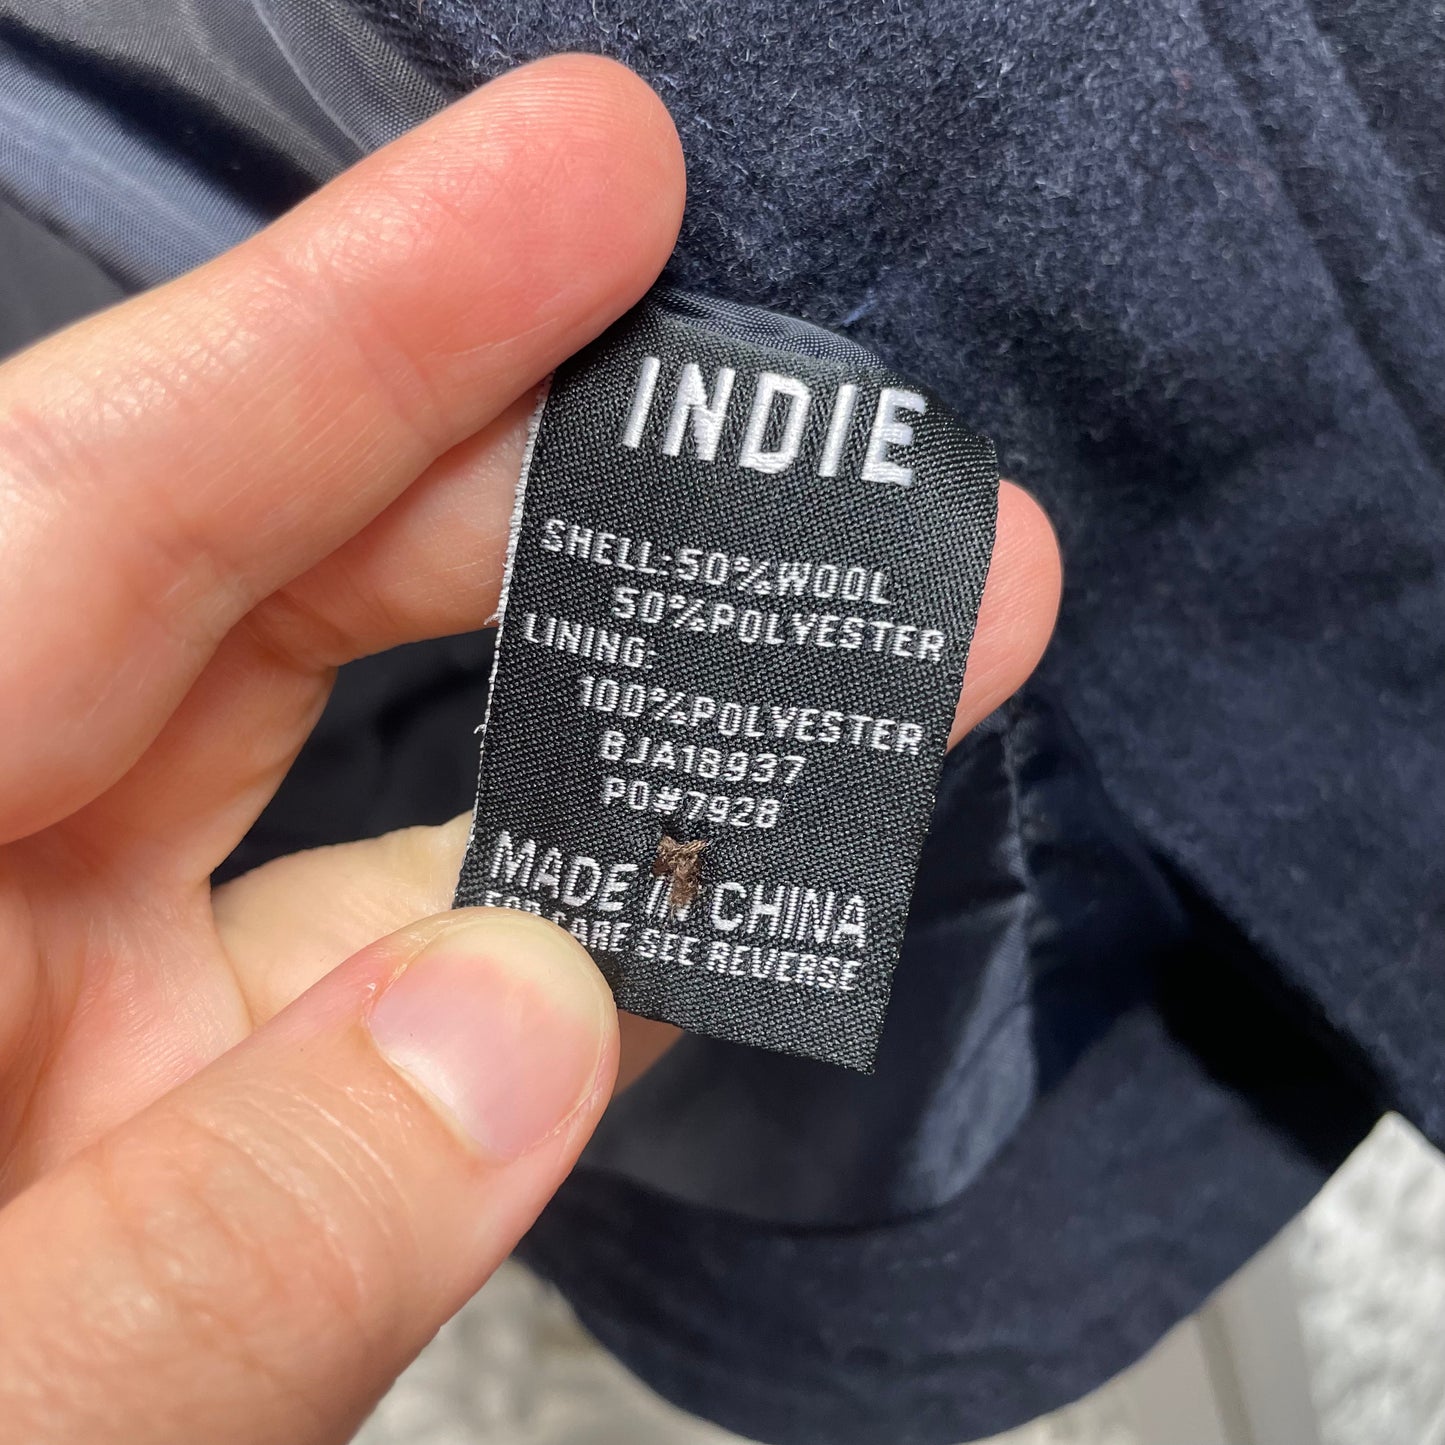 INDIE
SHELL:50%WOOL
50%POLYESTER
LINING:
100%POLYESTER
BJA18937
PO#7928
MADE IN CHINA
FOR CARE SEE REVERSE